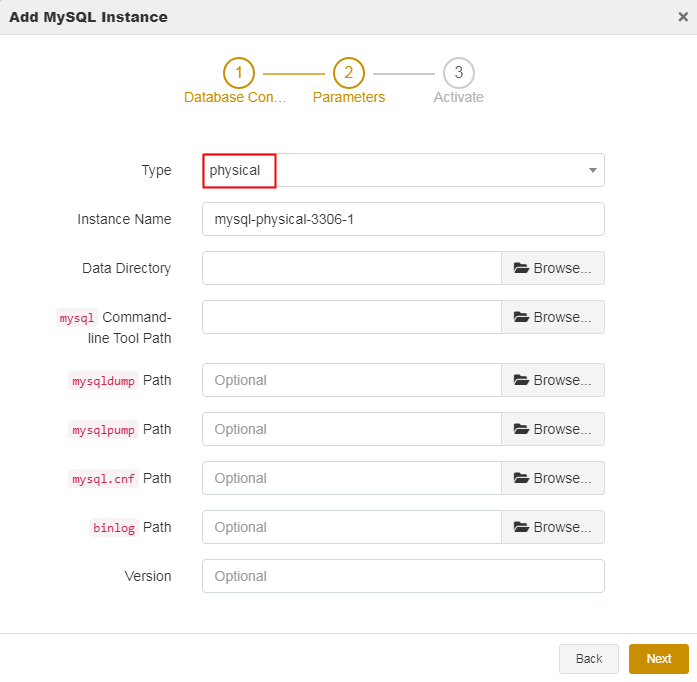 Add MySQL Instance ×
1 2 3
Database Con... Parameters Activate
Type physical
Instance Name mysql-physical-3306-1
Data Directory Browse...
mysql Command-
line Tool Path Browse...
mysqldump Path Optional Browse...
mysqlpump Path Optional Browse...
mysql.cnf Path Optional Browse...
binlog Path Optional Browse...
Version Optional
Back Next